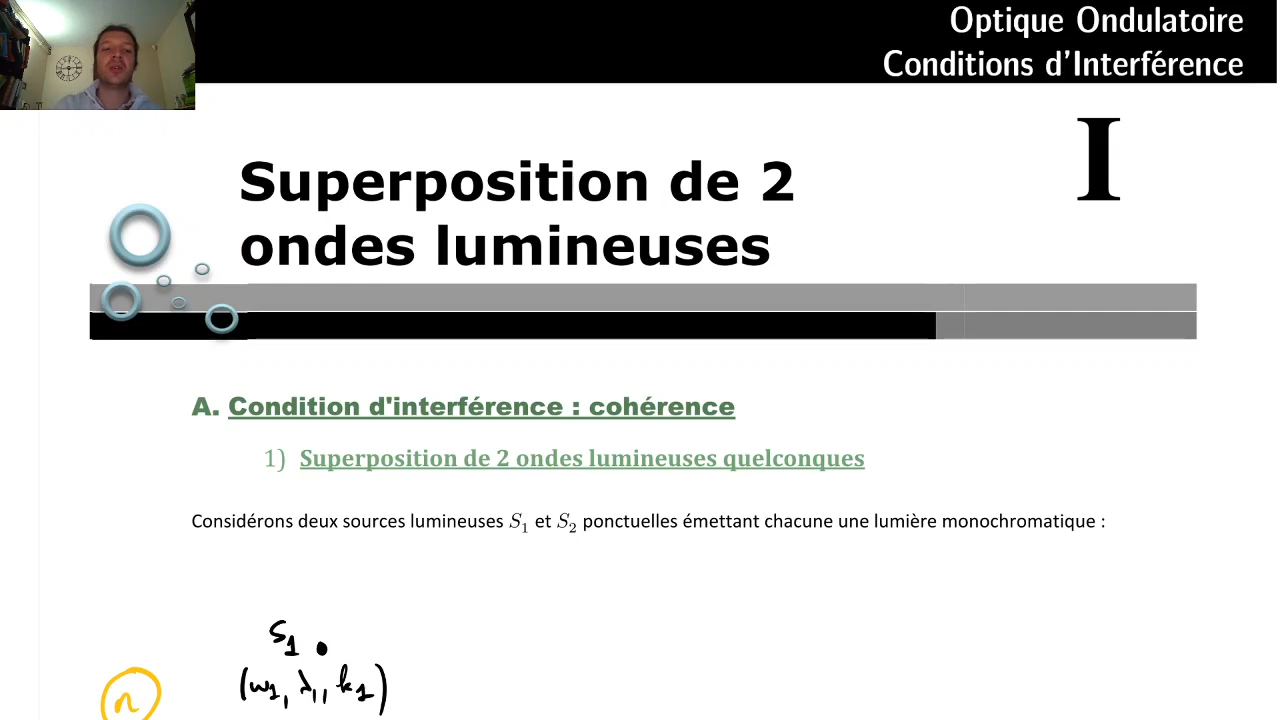 Optique Ondulatoire
Conditions d'Interférence
I
Superposition de 2
ondes lumineuses
A. Condition d'interférence : cohérence
1) Superposition de 2 ondes lumineuses quelconques
Considérons deux sources lumineuses S₁ et S₂ ponctuelles émettant chacune une lumière monochromatique :
S₁
(ω₁, λ₁, k₁)
n